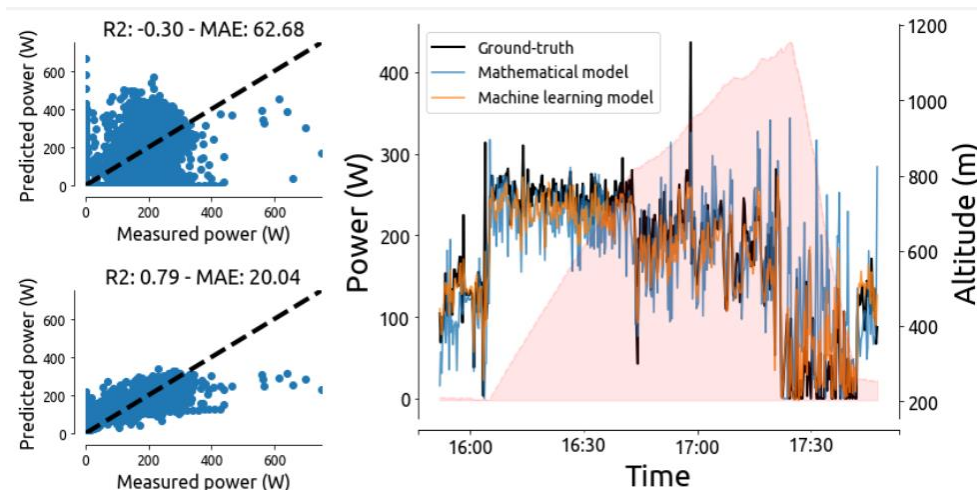 R2: -0.30 - MAE: 62.68
Predicted power (W)
600
400
200
0
0 200 400 600
Measured power (W)
R2: 0.79 - MAE: 20.04
Predicted power (W)
600
400
200
0
0 200 400 600
Measured power (W)
Ground-truth
Mathematical model
Machine learning model
Power (W)
400
300
200
100
0
16:00 16:30 17:00 17:30
Time
1200
1000
800
600
400
200
Altitude (m)